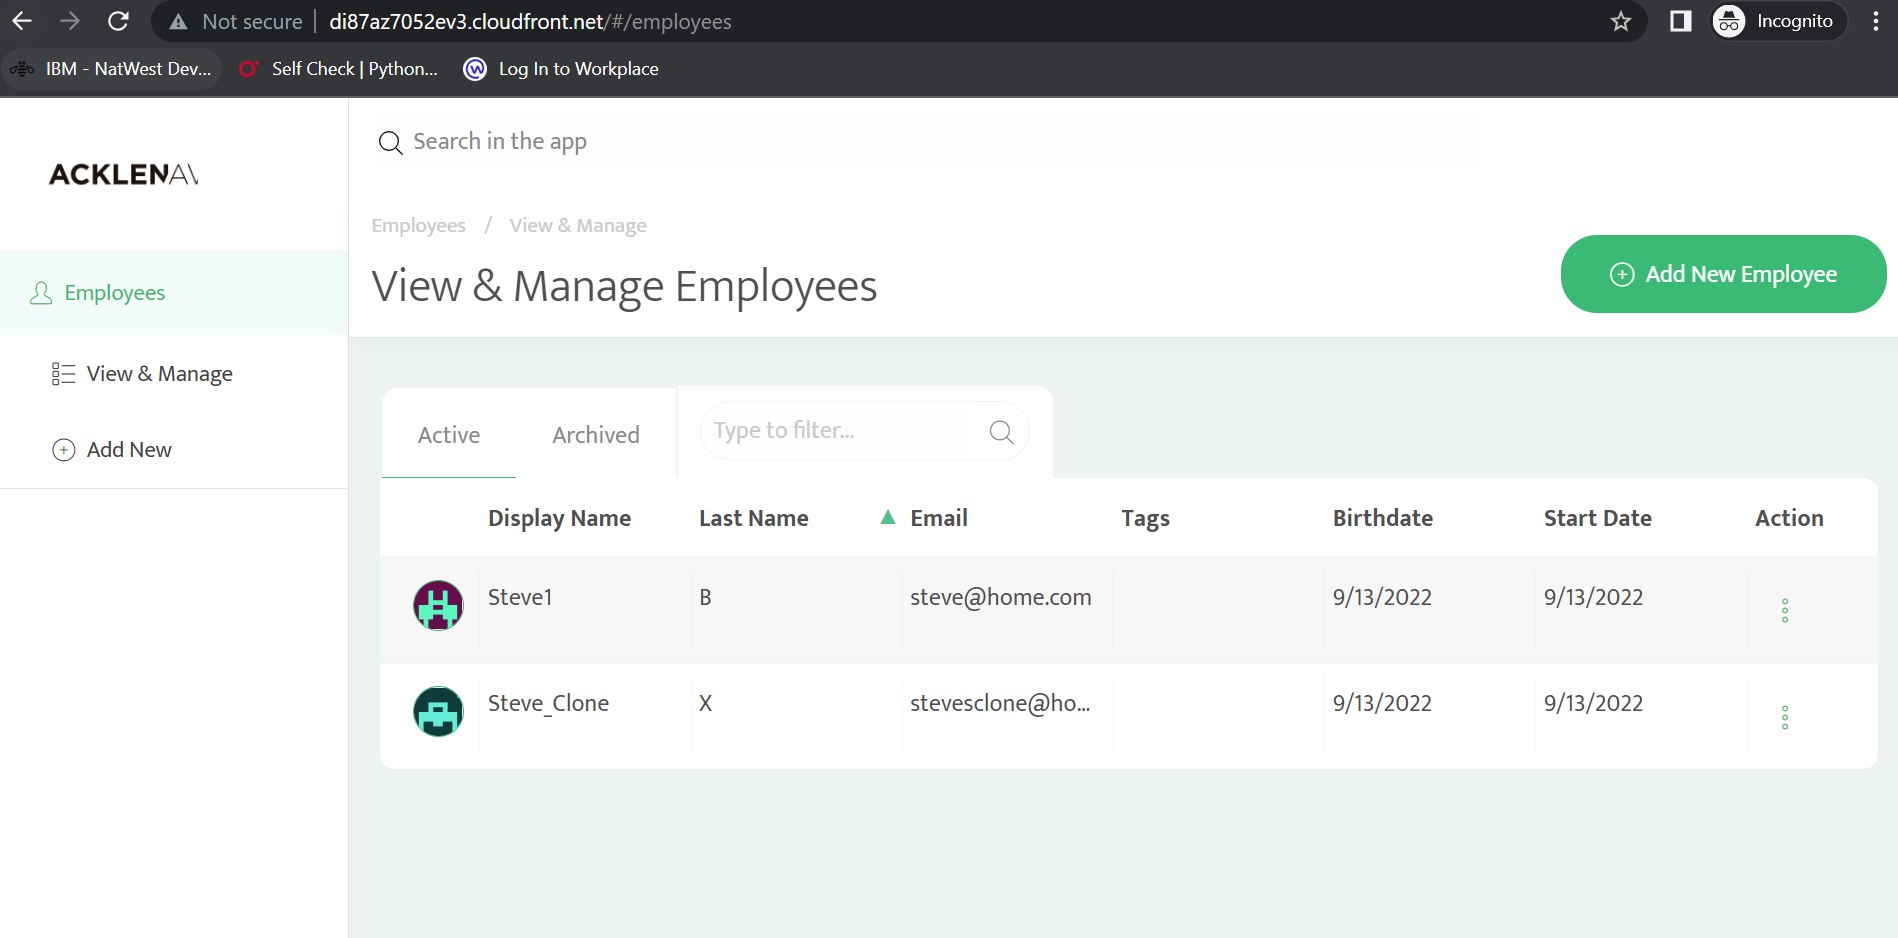 Not secure di87az7052ev3.cloudfront.net/#/employees Incognito
IBM - NatWest Dev... Self Check | Python... Log In to Workplace
ACKLENAV
Search in the app
Employees / View & Manage
View & Manage Employees
Add New Employee
Employees
View & Manage
Add New
Active Archived Type to filter...
Display Name Last Name Email Tags Birthdate Start Date Action
Steve1 B steve@home.com 9/13/2022 9/13/2022
Steve_Clone X stevesclone@ho... 9/13/2022 9/13/2022